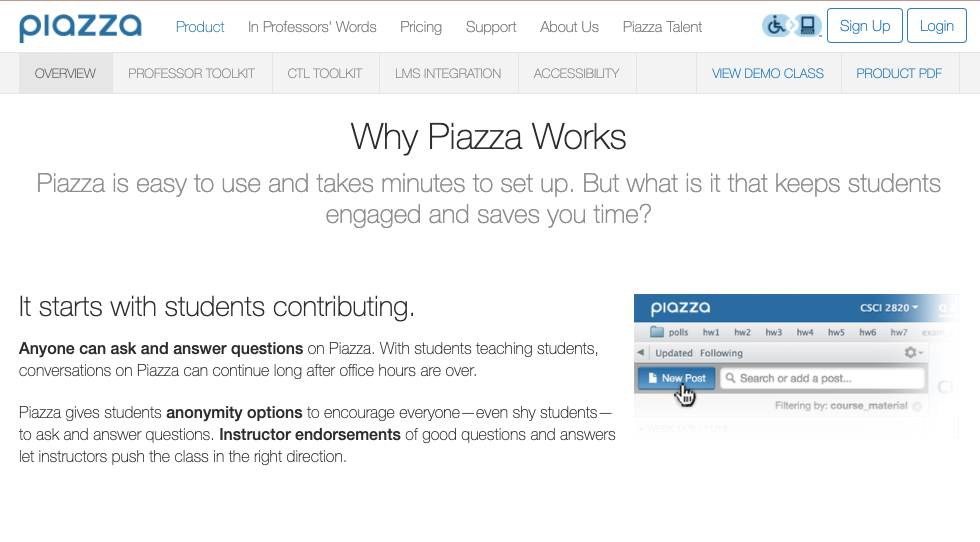 piazza
Product In Professors' Words Pricing Support About Us Piazza Talent
Sign Up Login
OVERVIEW PROFESSOR TOOLKIT CTL TOOLKIT LMS INTEGRATION ACCESSIBILITY VIEW DEMO CLASS PRODUCT PDF
Why Piazza Works
Piazza is easy to use and takes minutes to set up. But what is it that keeps students
engaged and saves you time?
It starts with students contributing.
Anyone can ask and answer questions on Piazza. With students teaching students,
conversations on Piazza can continue long after office hours are over.
Piazza gives students anonymity options to encourage everyone—even shy students—
to ask and answer questions. Instructor endorsements of good questions and answers
let instructors push the class in the right direction.
piazza CSCI 2820
polls hw1 hw2 hw3 hw4 hw5 hw6 hw7 exam
Updated Following
New Post Search or add a post...
Filtering by: course_material